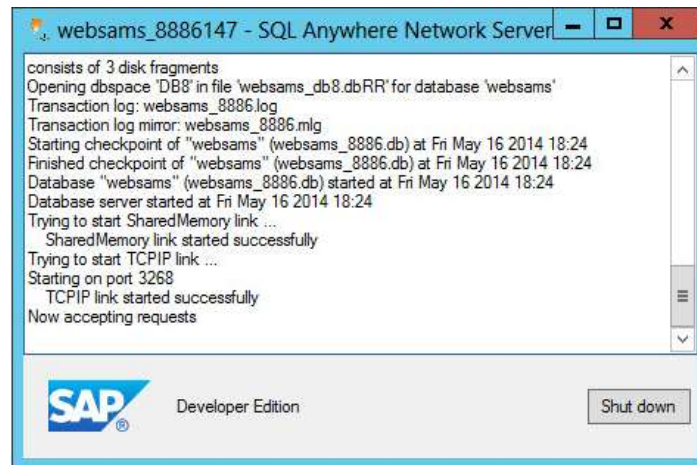 websams_8886147 - SQL Anywhere Network Server
consists of 3 disk fragments
Opening dbspace 'DB8' in file 'websams_db8.dbRR' for database 'websams'
Transaction log: websams_8886.log
Transaction log mirror: websams_8886.mlg
Starting checkpoint of "websams" (websams_8886.db) at Fri May 16 2014 18:24
Finished checkpoint of "websams" (websams_8886.db) at Fri May 16 2014 18:24
Database "websams" (websams_8886.db) started at Fri May 16 2014 18:24
Database server started at Fri May 16 2014 18:24
Trying to start SharedMemory link ...
SharedMemory link started successfully
Trying to start TCPIP link ...
Starting on port 3268
TCPIP link started successfully
Now accepting requests
SAP® Developer Edition Shut down